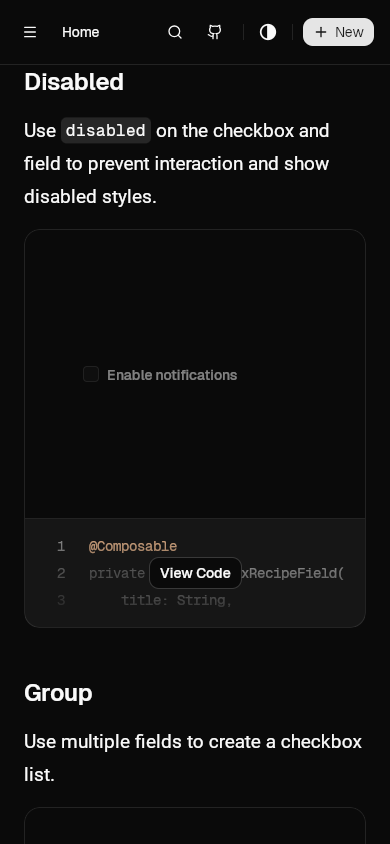 Home
New
Disabled
Use disabled on the checkbox and
field to prevent interaction and show
disabled styles.
Enable notifications
1 @Composable
2 private xRecipeField(
View Code
3 title: String,
Group
Use multiple fields to create a checkbox
list.